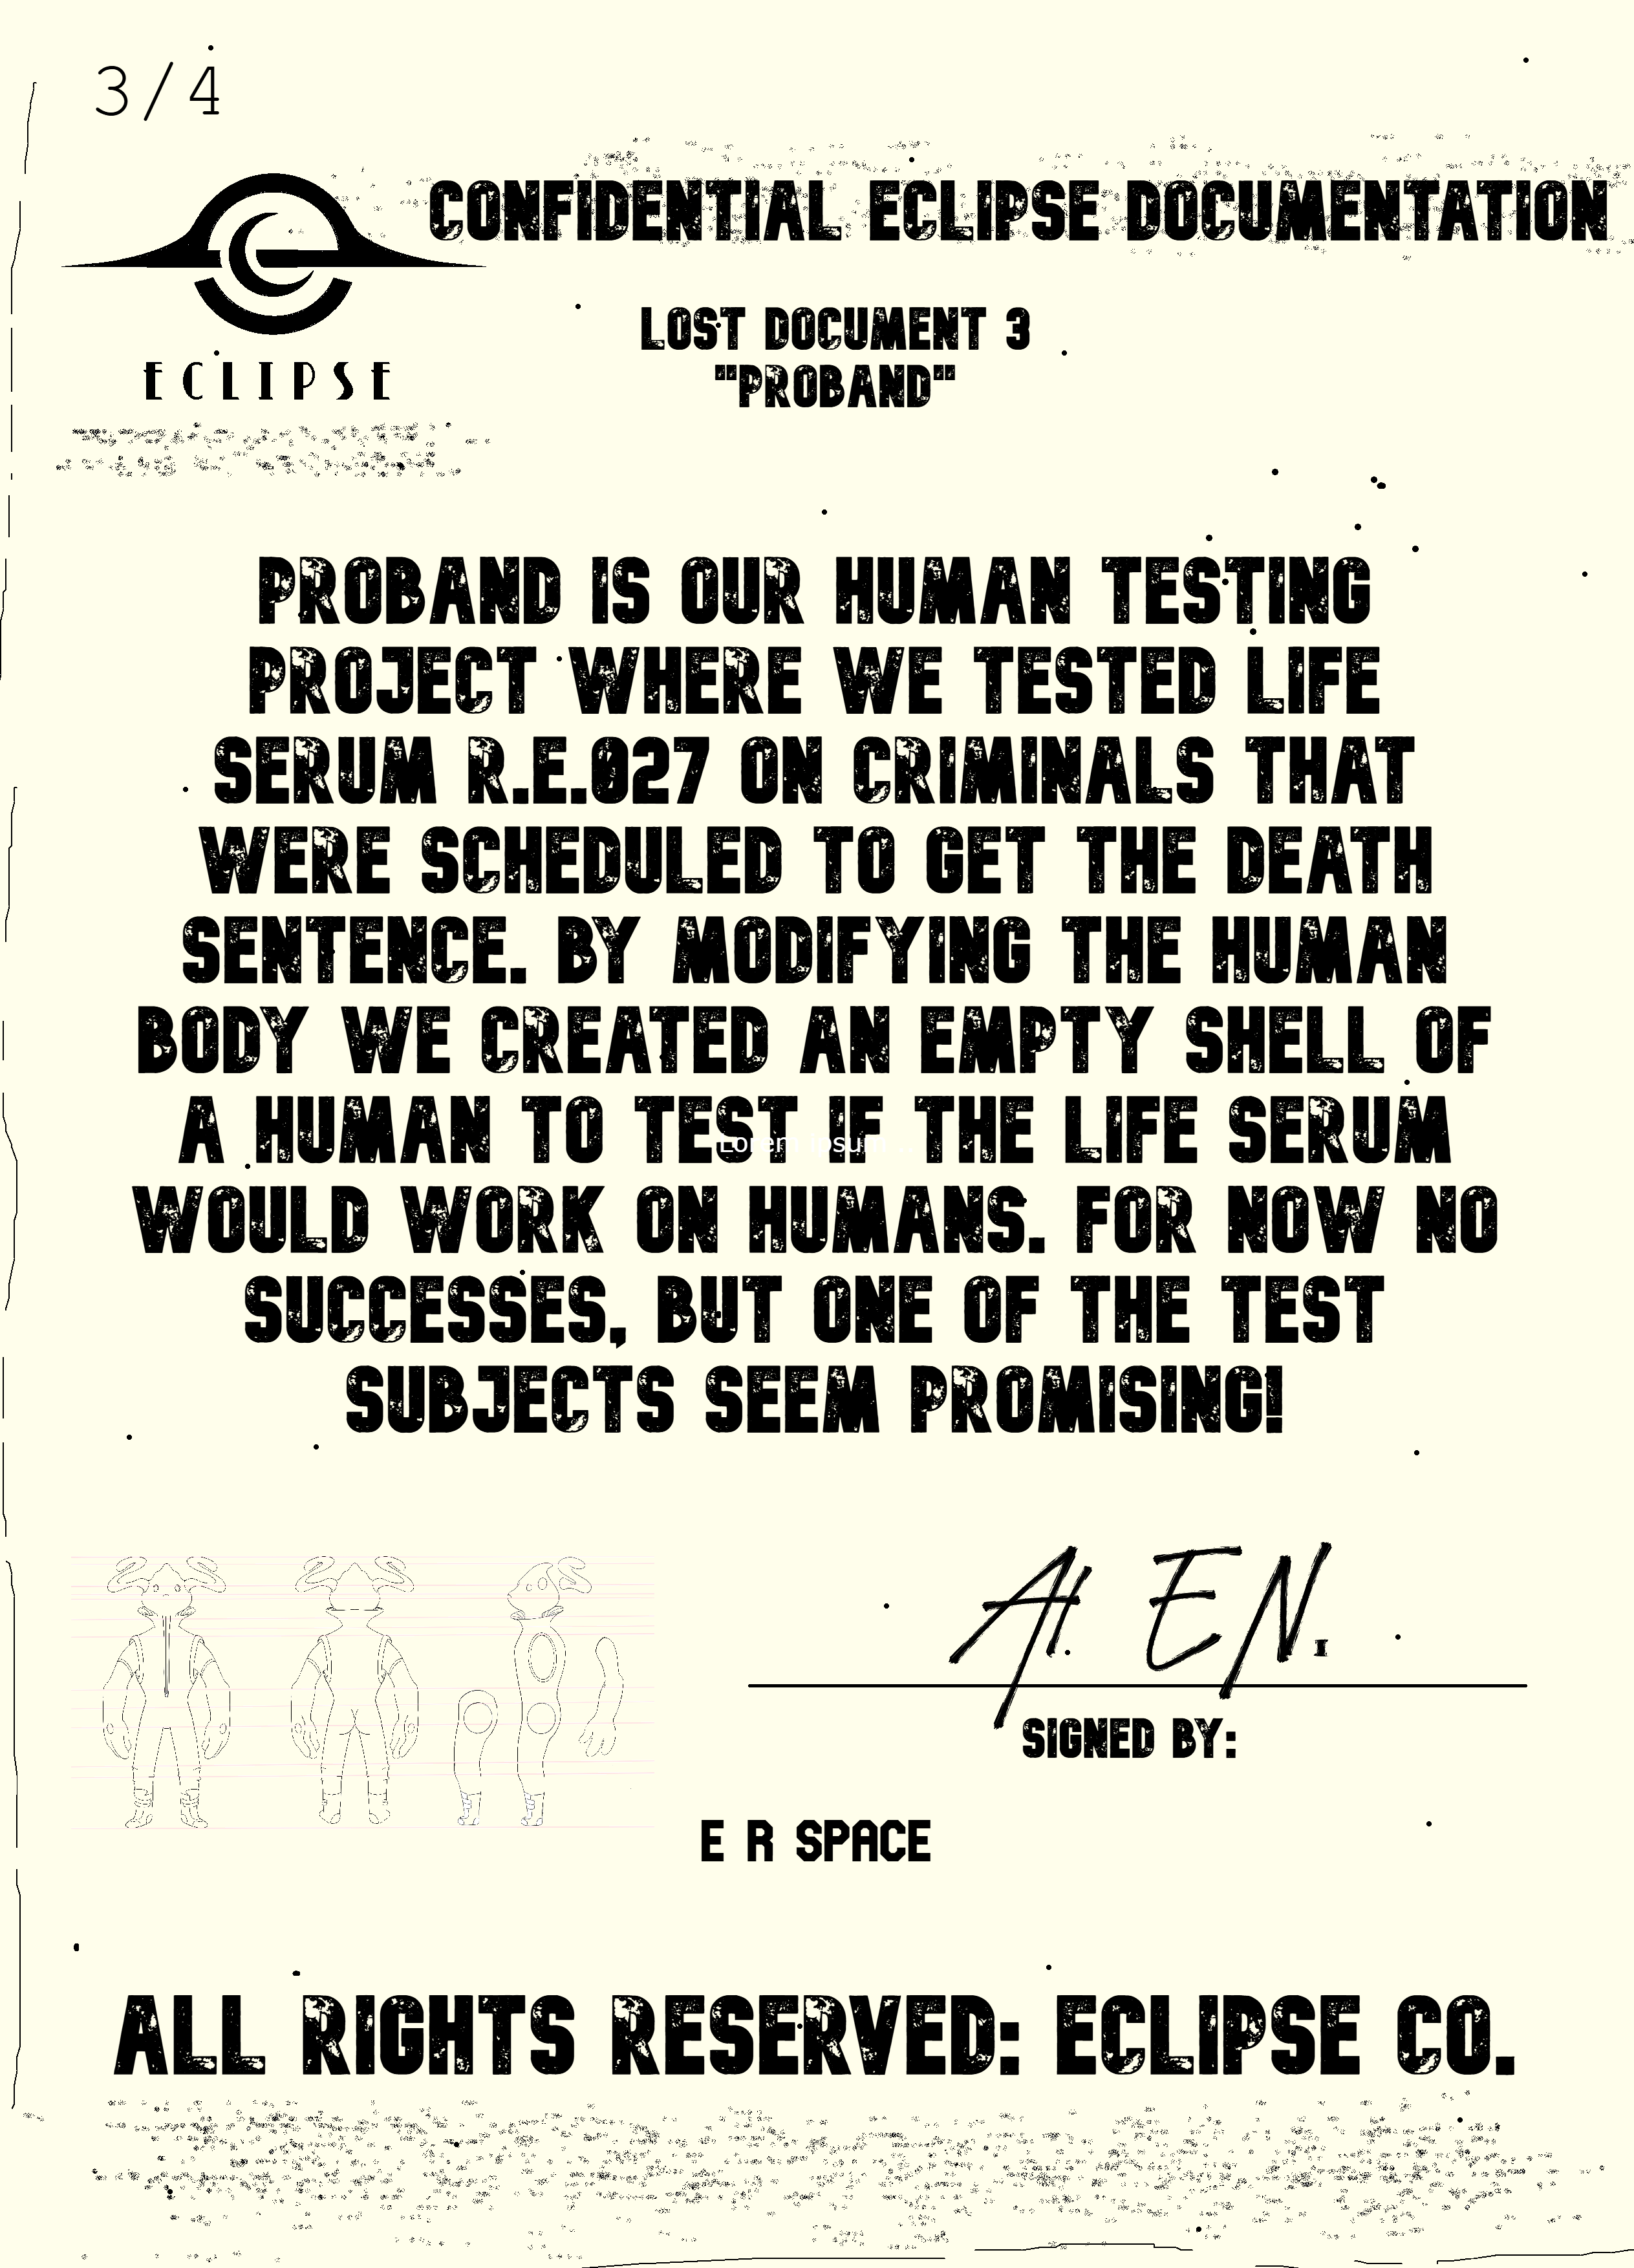 3/4
CONFIDENTIAL ECLIPSE DOCUMENTATION
ECLIPSE
LOST DOCUMENT 3
"PROBAND"
PROBAND IS OUR HUMAN TESTING
PROJECT WHERE WE TESTED LIFE
SERUM R.E.027 ON CRIMINALS THAT
WERE SCHEDULED TO GET THE DEATH
SENTENCE. BY MODIFYING THE HUMAN
BODY WE CREATED AN EMPTY SHELL OF
A HUMAN TO TEST IF THE LIFE SERUM
Lorem ipsum ...
WOULD WORK ON HUMANS. FOR NOW NO
SUCCESSES, BUT ONE OF THE TEST
SUBJECTS SEEM PROMISING!
At. EN.
SIGNED BY:
E R SPACE
ALL RIGHTS RESERVED: ECLIPSE CO.